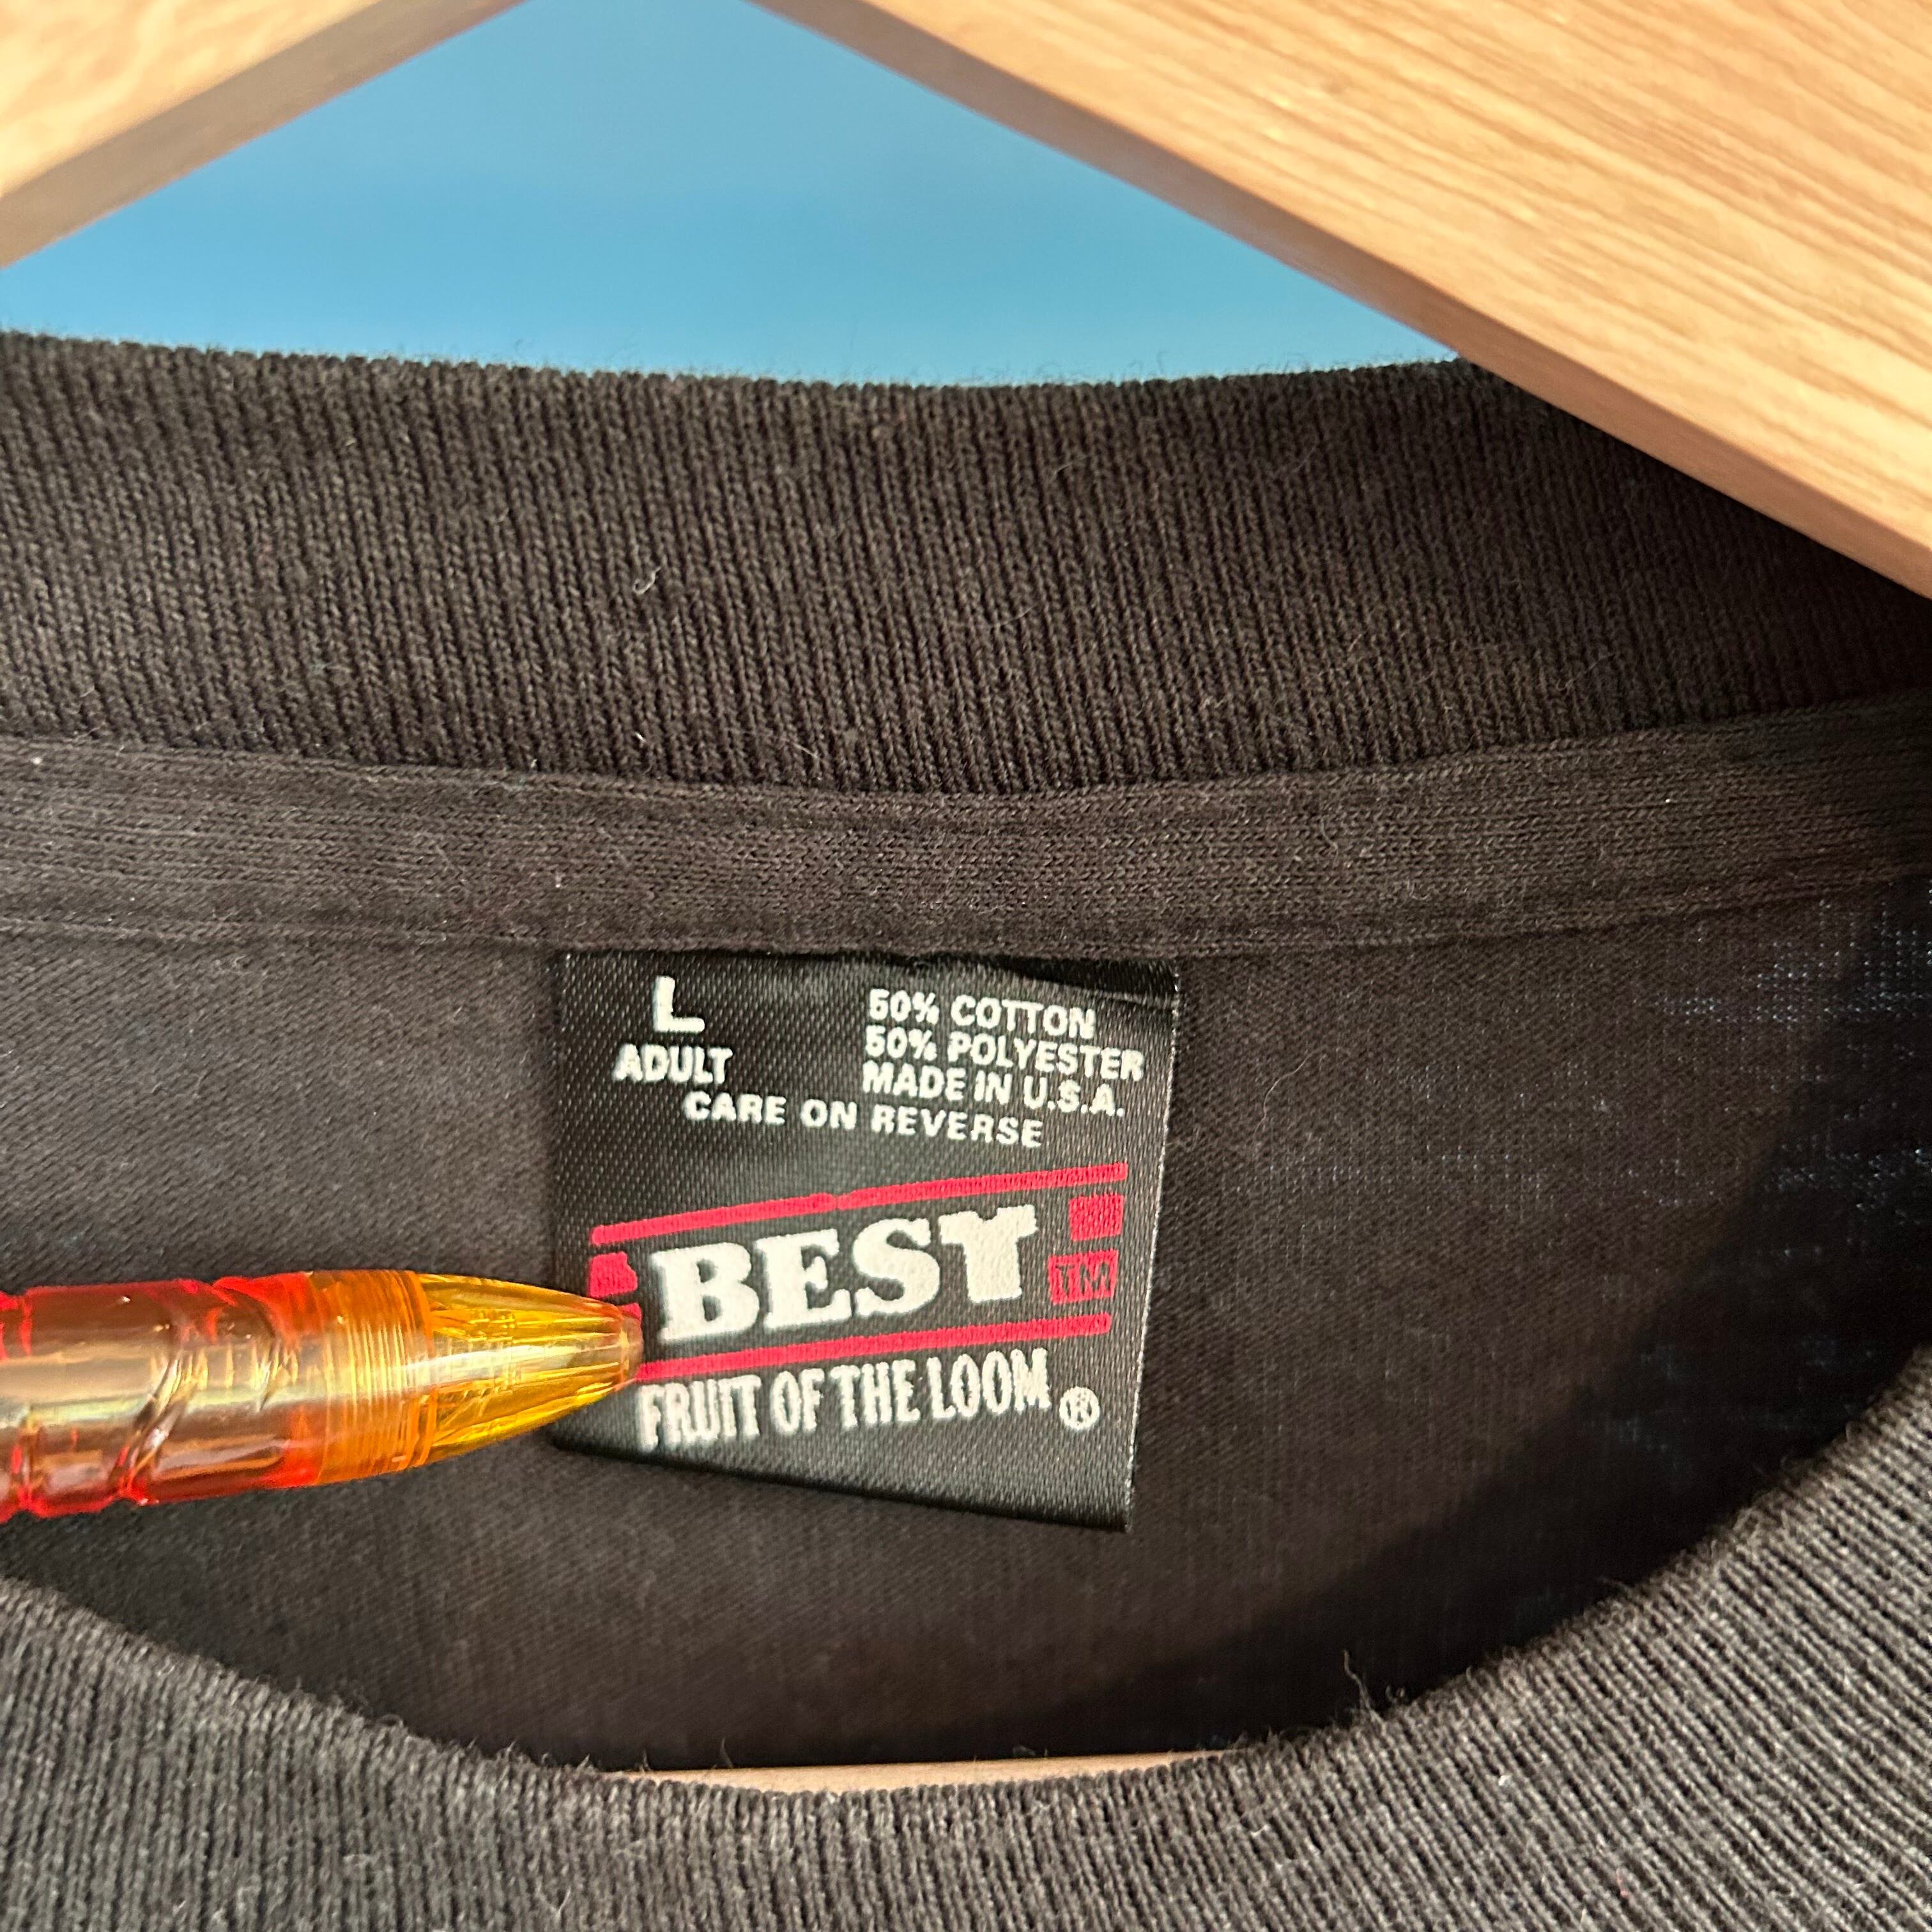 L
ADULT
50% COTTON
50% POLYESTER
MADE IN U.S.A.
CARE ON REVERSE
BEST
TM
FRUIT OF THE LOOM ®